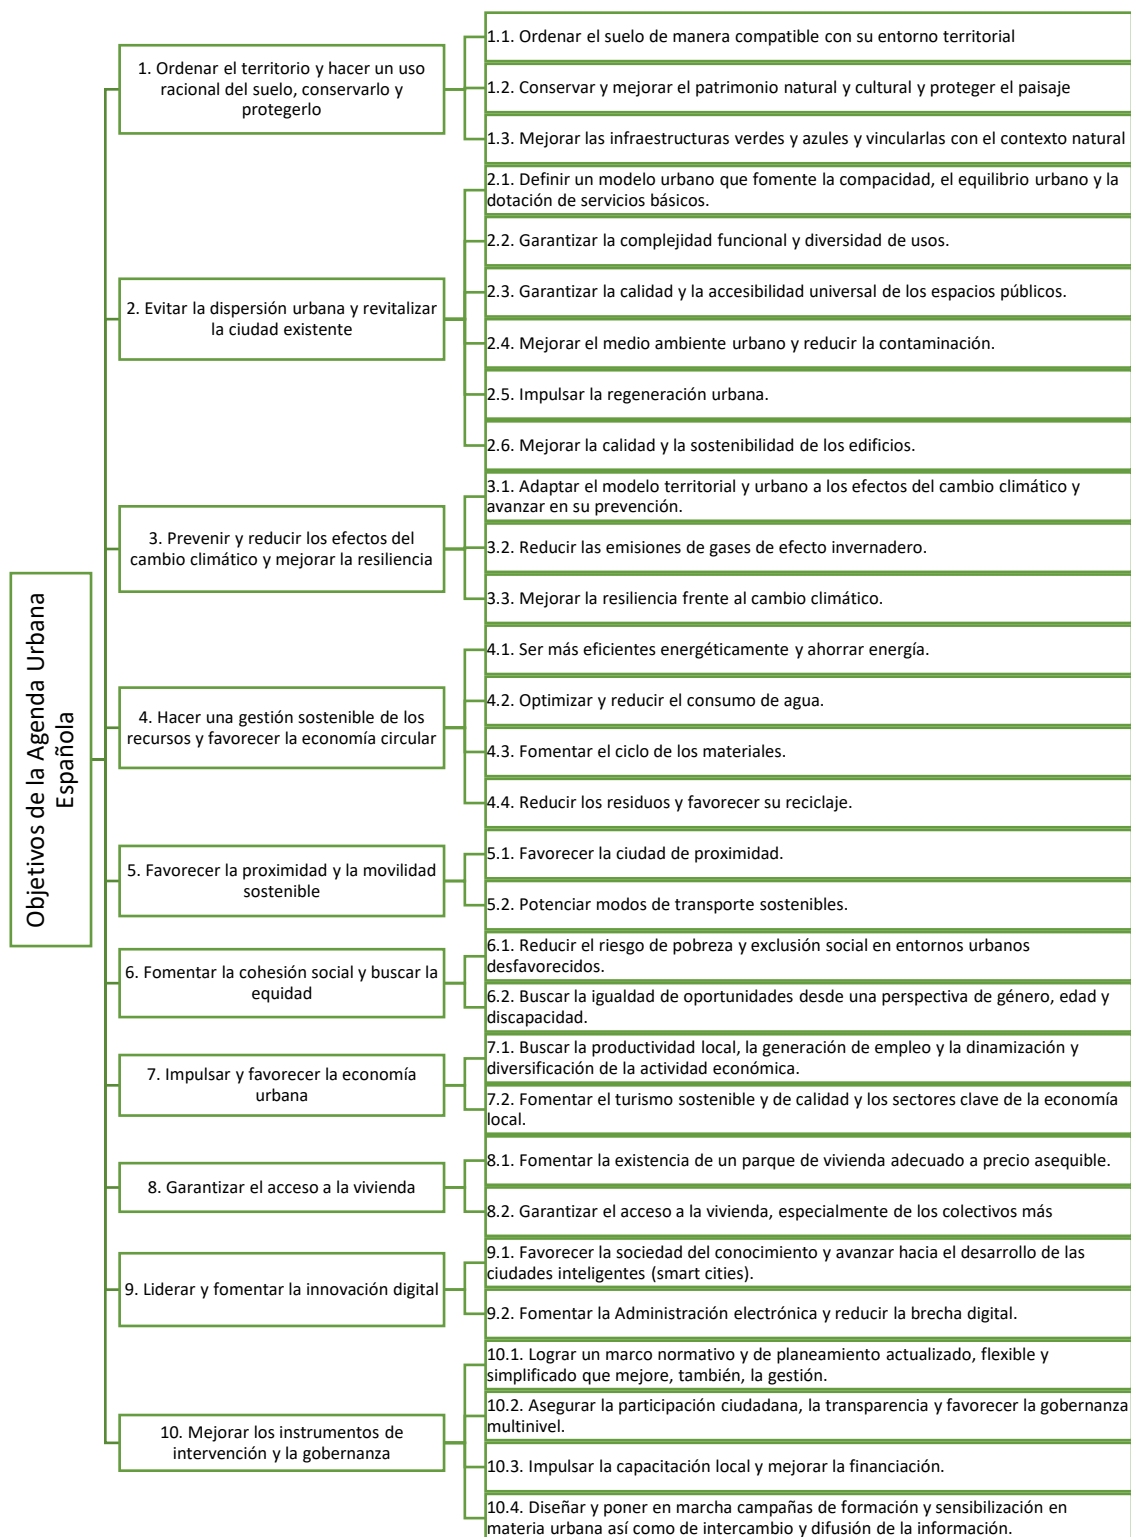 Objetivos de la Agenda Urbana
Española
1. Ordenar el territorio y hacer un uso
racional del suelo, conservarlo y
protegerlo
1.1. Ordenar el suelo de manera compatible con su entorno territorial
1.2. Conservar y mejorar el patrimonio natural y cultural y proteger el paisaje
1.3. Mejorar las infraestructuras verdes y azules y vincularlas con el contexto natural
2. Evitar la dispersión urbana y revitalizar
la ciudad existente
2.1. Definir un modelo urbano que fomente la compacidad, el equilibrio urbano y la
dotación de servicios básicos.
2.2. Garantizar la complejidad funcional y diversidad de usos.
2.3. Garantizar la calidad y la accesibilidad universal de los espacios públicos.
2.4. Mejorar el medio ambiente urbano y reducir la contaminación.
2.5. Impulsar la regeneración urbana.
2.6. Mejorar la calidad y la sostenibilidad de los edificios.
3. Prevenir y reducir los efectos del
cambio climático y mejorar la resiliencia
3.1. Adaptar el modelo territorial y urbano a los efectos del cambio climático y
avanzar en su prevención.
3.2. Reducir las emisiones de gases de efecto invernadero.
3.3. Mejorar la resiliencia frente al cambio climático.
4. Hacer una gestión sostenible de los
recursos y favorecer la economía circular
4.1. Ser más eficientes energéticamente y ahorrar energía.
4.2. Optimizar y reducir el consumo de agua.
4.3. Fomentar el ciclo de los materiales.
4.4. Reducir los residuos y favorecer su reciclaje.
5. Favorecer la proximidad y la movilidad
sostenible
5.1. Favorecer la ciudad de proximidad.
5.2. Potenciar modos de transporte sostenibles.
6. Fomentar la cohesión social y buscar la
equidad
6.1. Reducir el riesgo de pobreza y exclusión social en entornos urbanos
desfavorecidos.
6.2. Buscar la igualdad de oportunidades desde una perspectiva de género, edad y
discapacidad.
7. Impulsar y favorecer la economía
urbana
7.1. Buscar la productividad local, la generación de empleo y la dinamización y
diversificación de la actividad económica.
7.2. Fomentar el turismo sostenible y de calidad y los sectores clave de la economía
local.
8. Garantizar el acceso a la vivienda
8.1. Fomentar la existencia de un parque de vivienda adecuado a precio asequible.
8.2. Garantizar el acceso a la vivienda, especialmente de los colectivos más
9. Liderar y fomentar la innovación digital
9.1. Favorecer la sociedad del conocimiento y avanzar hacia el desarrollo de las
ciudades inteligentes (smart cities).
9.2. Fomentar la Administración electrónica y reducir la brecha digital.
10. Mejorar los instrumentos de
intervención y la gobernanza
10.1. Lograr un marco normativo y de planeamiento actualizado, flexible y
simplificado que mejore, también, la gestión.
10.2. Asegurar la participación ciudadana, la transparencia y favorecer la gobernanza
multinivel.
10.3. Impulsar la capacitación local y mejorar la financiación.
10.4. Diseñar y poner en marcha campañas de formación y sensibilización en
materia urbana así como de intercambio y difusión de la información.